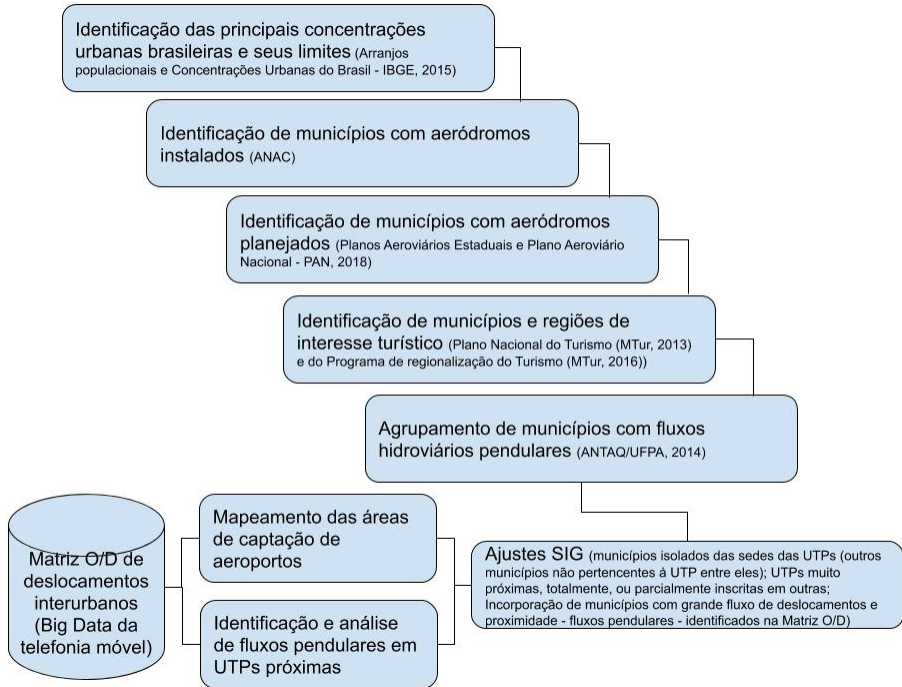 Identificação das principais concentrações
urbanas brasileiras e seus limites (Arranjos
populacionais e Concentrações Urbanas do Brasil - IBGE, 2015)
Identificação de municípios com aeródromos
instalados (ANAC)
Identificação de municípios com aeródromos
planejados (Planos Aeroviários Estaduais e Plano Aeroviário
Nacional - PAN, 2018)
Identificação de municípios e regiões de
interesse turístico (Plano Nacional do Turismo (MTur, 2013)
e do Programa de regionalização do Turismo (MTur, 2016))
Agrupamento de municípios com fluxos
hidroviários pendulares (ANTAQ/UFPA, 2014)
Matriz O/D de
deslocamentos
interurbanos
(Big Data da
telefonia móvel)
Mapeamento das áreas
de captação de
aeroportos
Identificação e análise
de fluxos pendulares em
UTPs próximas
Ajustes SIG (municípios isolados das sedes das UTPs (outros
municípios não pertencentes à UTP entre eles); UTPs muito
próximas, totalmente, ou parcialmente inscritas em outras;
Incorporação de municípios com grande fluxo de deslocamentos e
proximidade - fluxos pendulares - identificados na Matriz O/D)